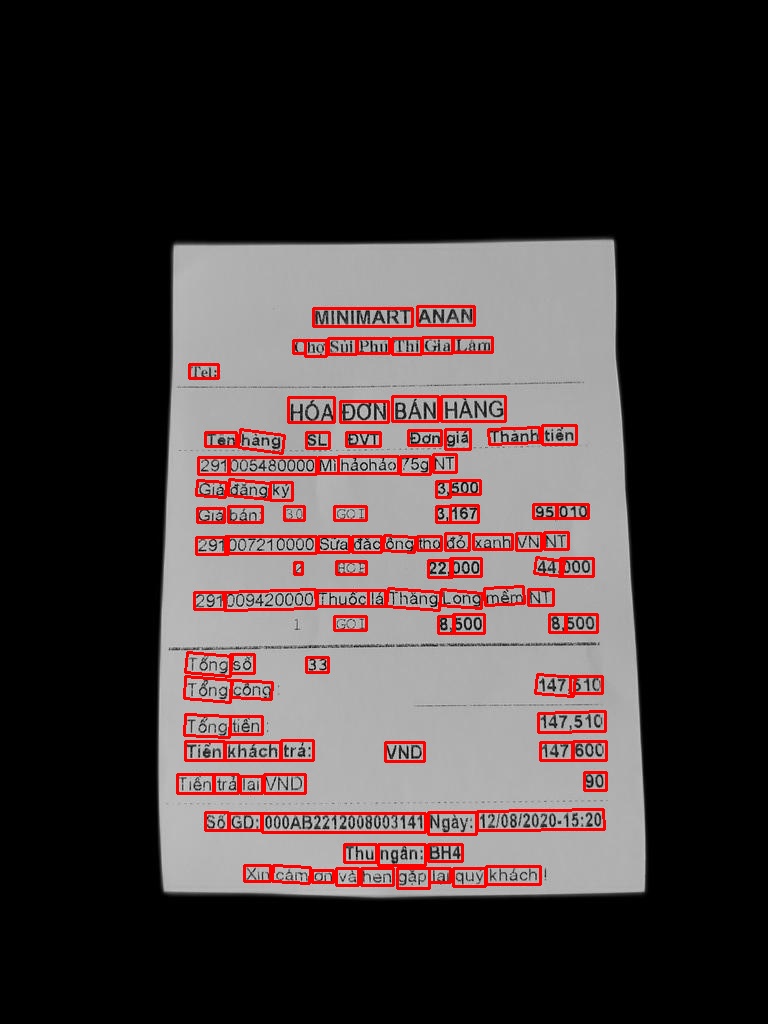 MINIMART ANAN
Chợ Sủi Phú Thị Gia Lâm
Tel:
HÓA ĐƠN BÁN HÀNG
Tên hàng SL ĐVT Đơn giá Thành tiền
291005480000 Mì hảohảo 75g NT
Giá đăng ký 3,500
Giá bán: 30 GOI 3,167 95,010
291007210000 Sữa đặc ông thọ đỏ xanh VN NT
2 22,000 44,000
291009420000 Thuốc lá Thăng Long mềm NT
1 GOI 8,500 8,500
Tổng số 33
Tổng cộng : 147,510
Tổng tiền : 147,510
Tiền khách trả: VND 147,600
Tiền trả lại VND 90
Số GD: 000AB2212008003141 Ngày: 12/08/2020-15:20
Thu ngân: BH4
Xin cảm ơn và hẹn gặp lại quý khách !